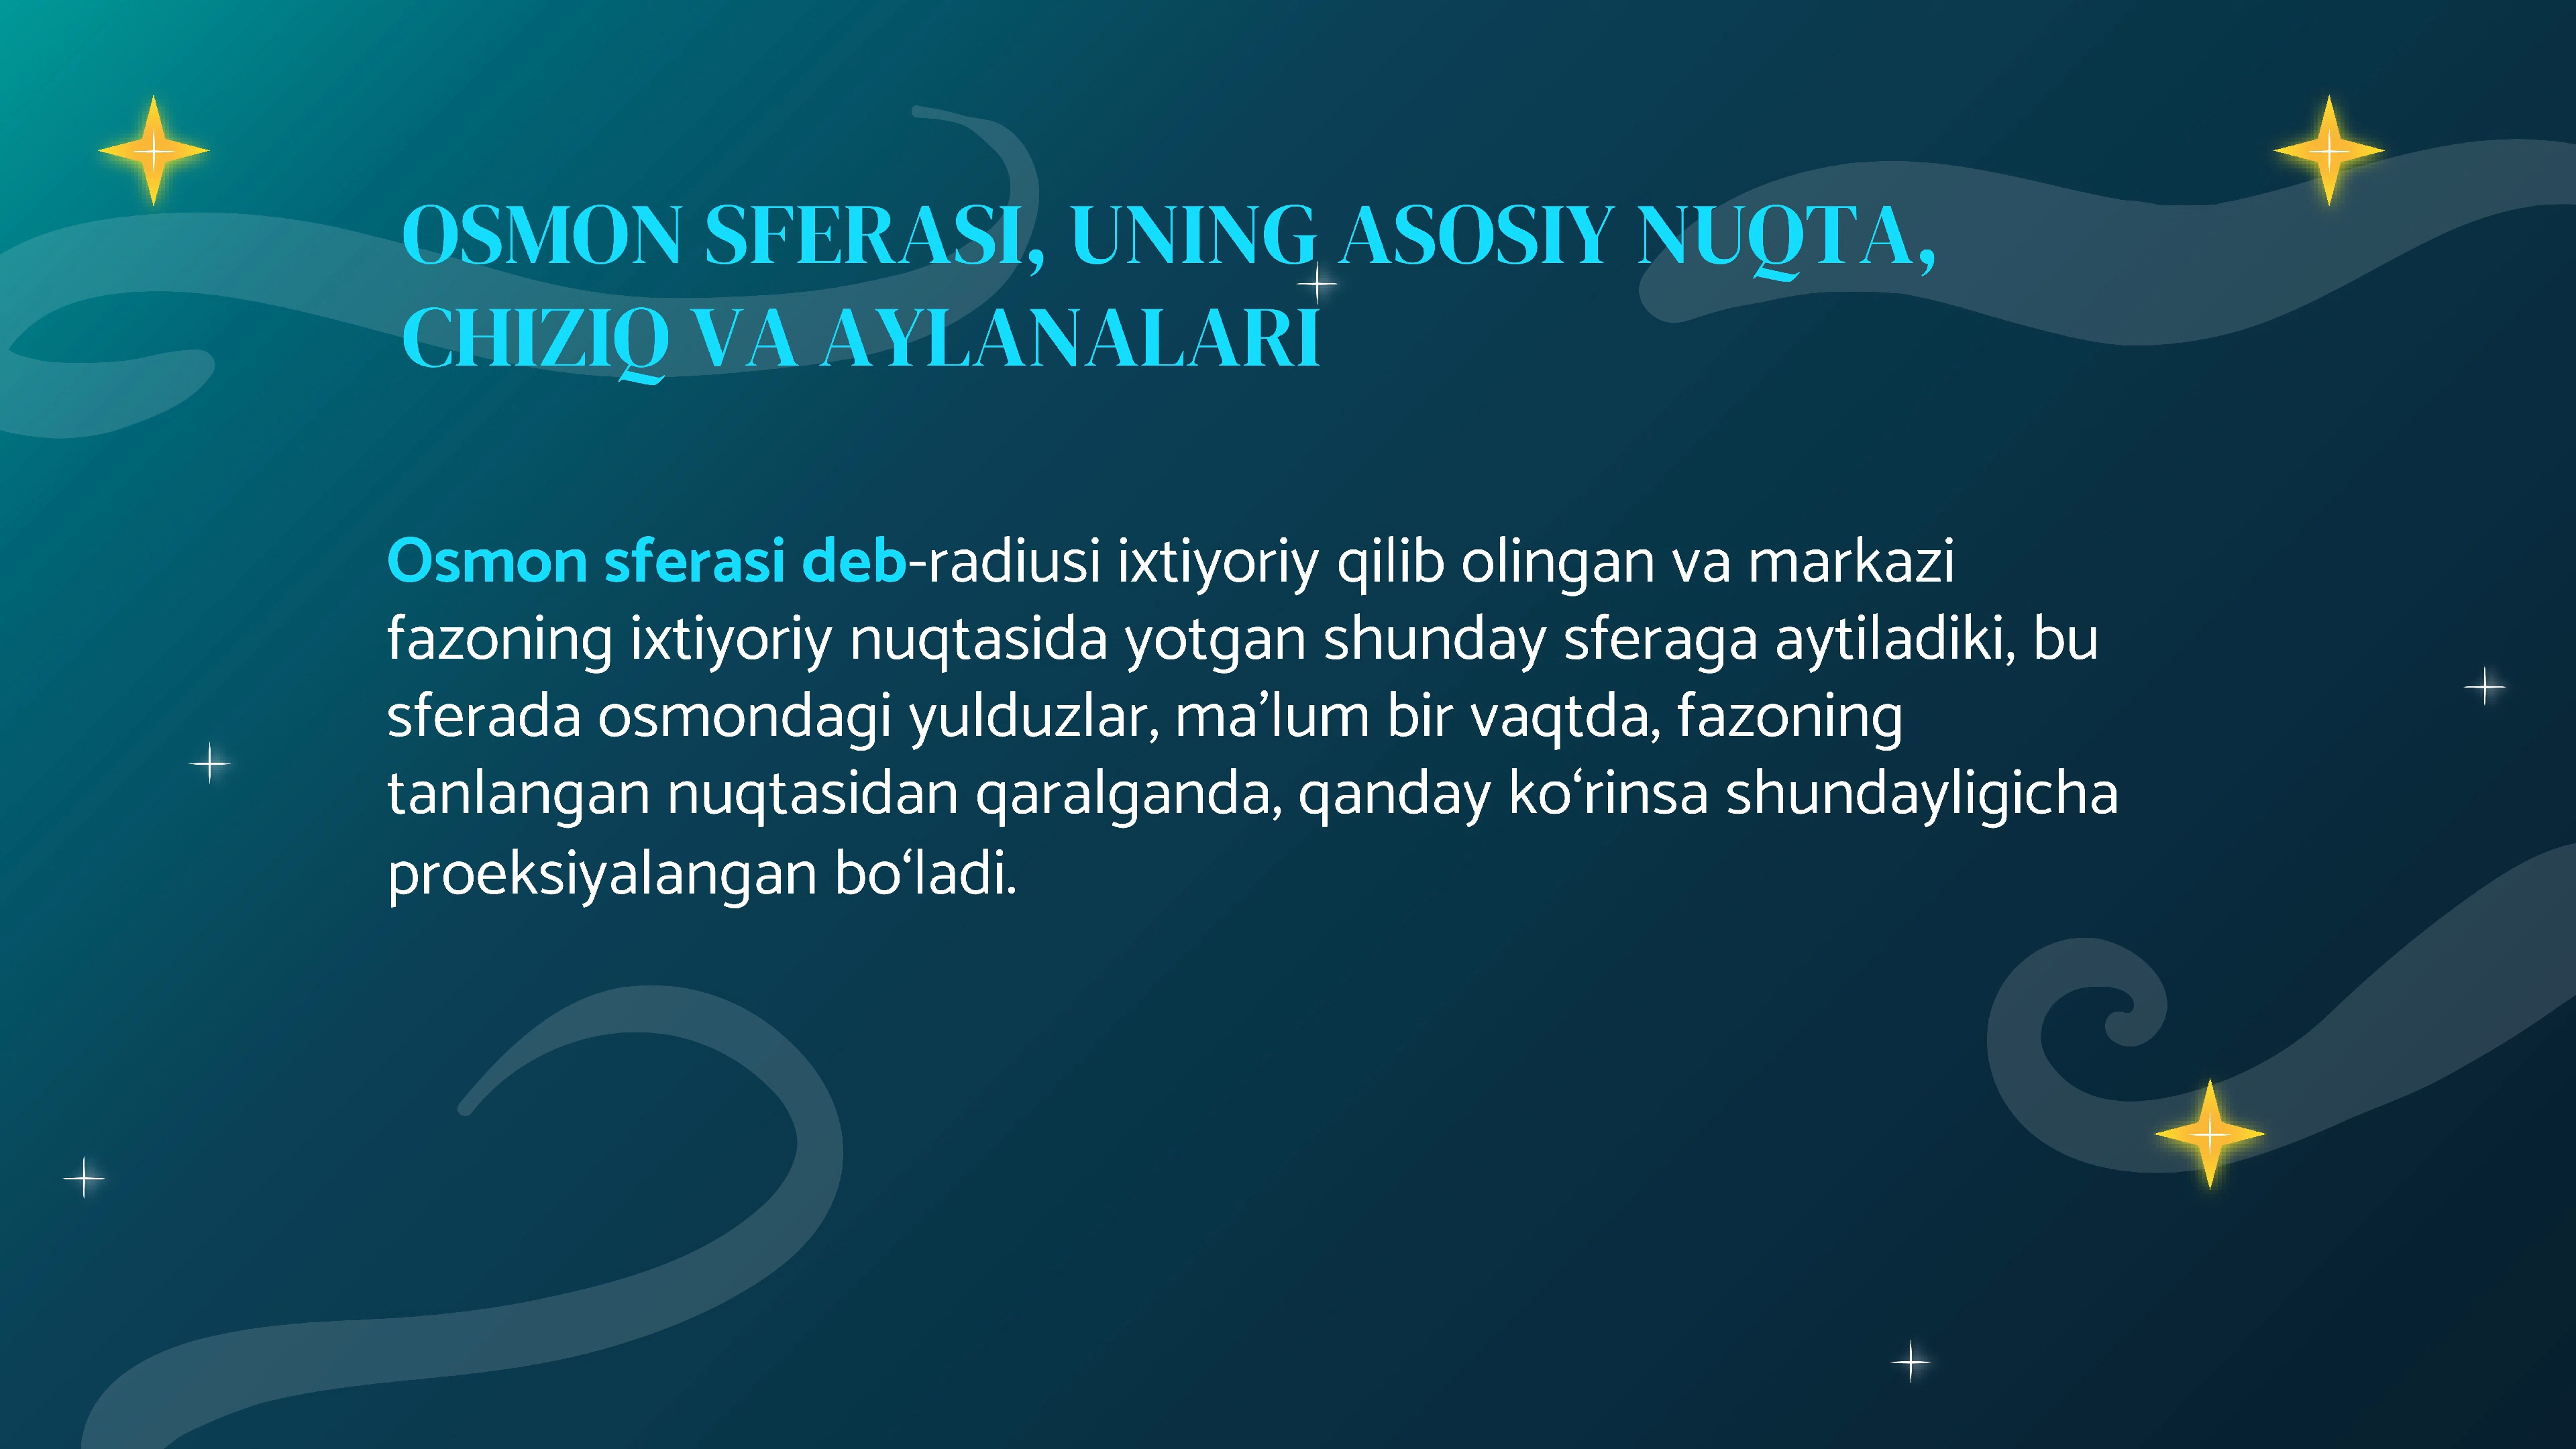 OSMON SFERASI, UNING ASOSIY NUQTA,
CHIZIQ VA AYLANALARI
Osmon sferasi deb-radiusi ixtiyoriy qilib olingan va markazi
fazoning ixtiyoriy nuqtasida yotgan shunday sferaga aytiladiki, bu
sferada osmondagi yulduzlar, ma’lum bir vaqtda, fazoning
tanlangan nuqtasidan qaralganda, qanday ko‘rinsa shundayligicha
proeksiyalangan bo‘ladi.